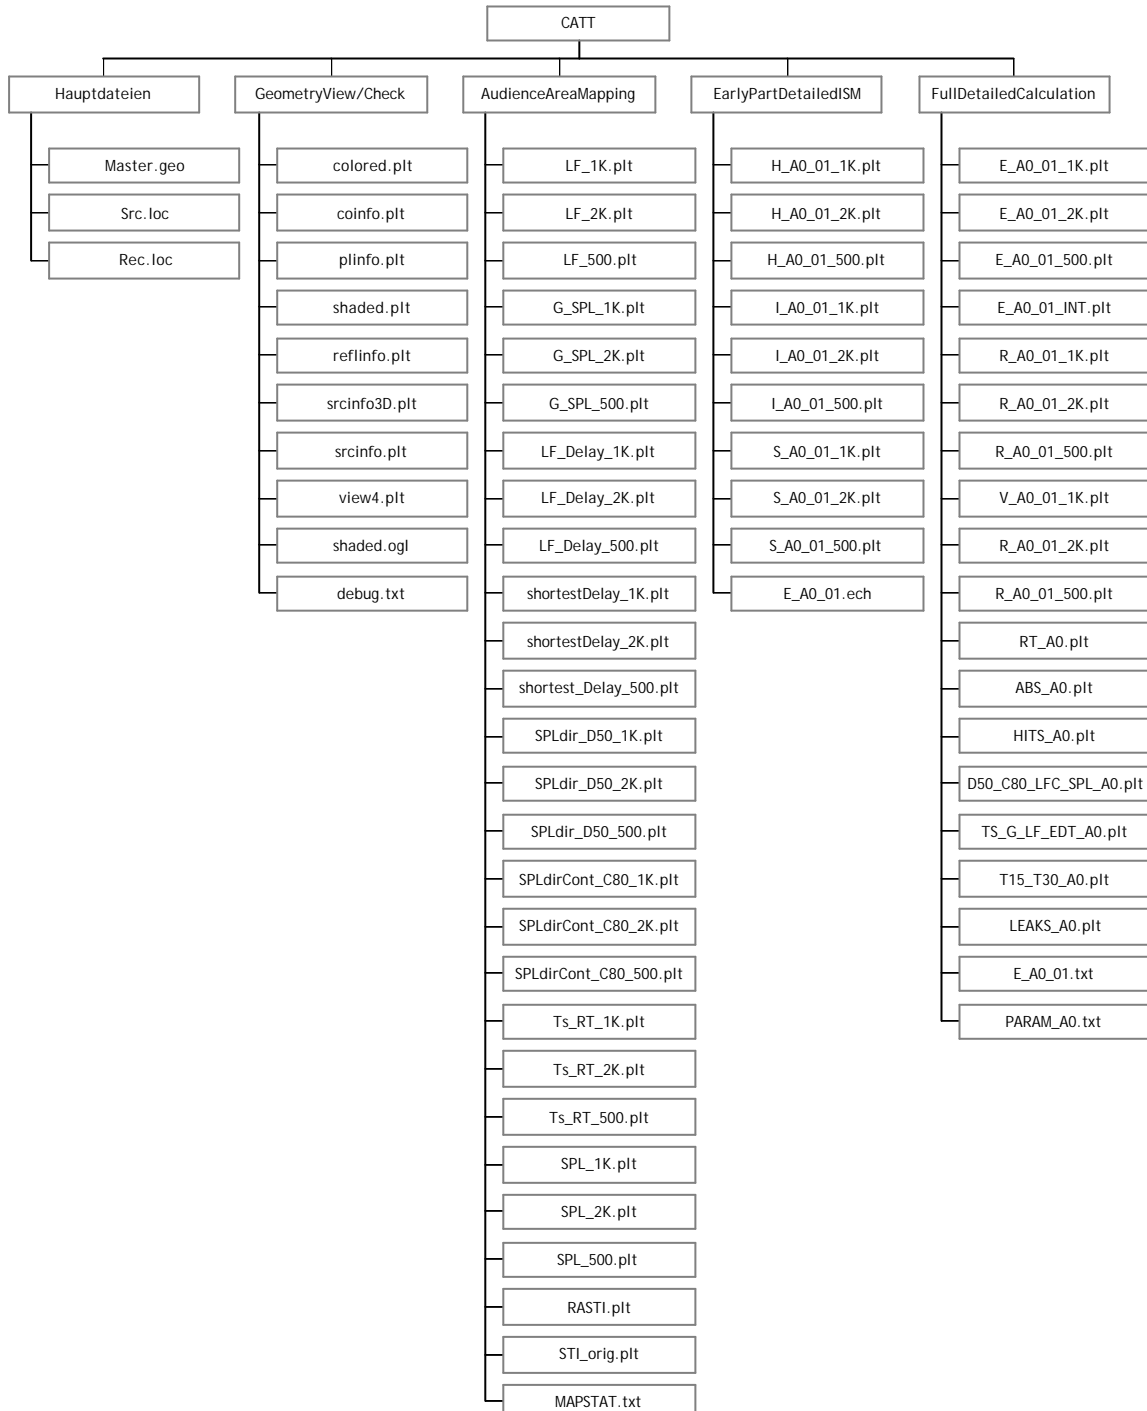 CATT
Hauptdateien
Master.geo
Src.loc
Rec.loc
GeometryView/Check
colored.plt
coinfo.plt
plinfo.plt
shaded.plt
reflinfo.plt
srcinfo3D.plt
srcinfo.plt
view4.plt
shaded.ogl
debug.txt
AudienceAreaMapping
LF_1K.plt
LF_2K.plt
LF_500.plt
G_SPL_1K.plt
G_SPL_2K.plt
G_SPL_500.plt
LF_Delay_1K.plt
LF_Delay_2K.plt
LF_Delay_500.plt
shortestDelay_1K.plt
shortestDelay_2K.plt
shortest_Delay_500.plt
SPLdir_D50_1K.plt
SPLdir_D50_2K.plt
SPLdir_D50_500.plt
SPLdirCont_C80_1K.plt
SPLdirCont_C80_2K.plt
SPLdirCont_C80_500.plt
Ts_RT_1K.plt
Ts_RT_2K.plt
Ts_RT_500.plt
SPL_1K.plt
SPL_2K.plt
SPL_500.plt
RASTI.plt
STI_orig.plt
MAPSTAT.txt
EarlyPartDetailedISM
H_A0_01_1K.plt
H_A0_01_2K.plt
H_A0_01_500.plt
I_A0_01_1K.plt
I_A0_01_2K.plt
I_A0_01_500.plt
S_A0_01_1K.plt
S_A0_01_2K.plt
S_A0_01_500.plt
E_A0_01.ech
FullDetailedCalculation
E_A0_01_1K.plt
E_A0_01_2K.plt
E_A0_01_500.plt
E_A0_01_INT.plt
R_A0_01_1K.plt
R_A0_01_2K.plt
R_A0_01_500.plt
V_A0_01_1K.plt
R_A0_01_2K.plt
R_A0_01_500.plt
RT_A0.plt
ABS_A0.plt
HITS_A0.plt
D50_C80_LFC_SPL_A0.plt
TS_G_LF_EDT_A0.plt
T15_T30_A0.plt
LEAKS_A0.plt
E_A0_01.txt
PARAM_A0.txt